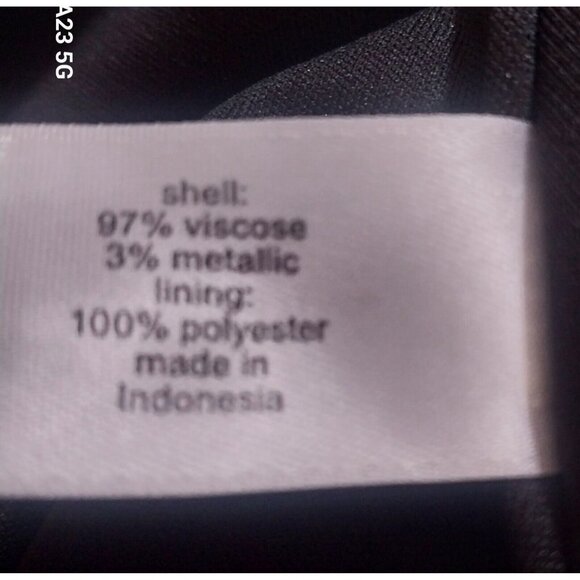 A23 5G
shell:
97% viscose
3% metallic
lining:
100% polyester
made in
Indonesia